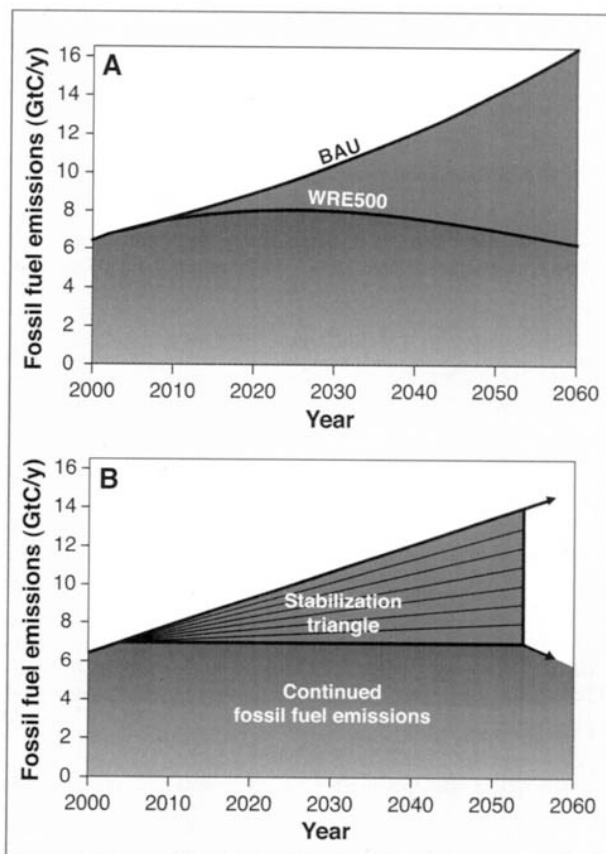 A
Fossil fuel emissions (GtC/y)
16
14
12
10
8
6
4
2
0
BAU
WRE500
2000 2010 2020 2030 2040 2050 2060
Year
B
Fossil fuel emissions (GtC/y)
16
14
12
10
8
6
4
2
0
Stabilization
triangle
Continued
fossil fuel emissions
2000 2010 2020 2030 2040 2050 2060
Year